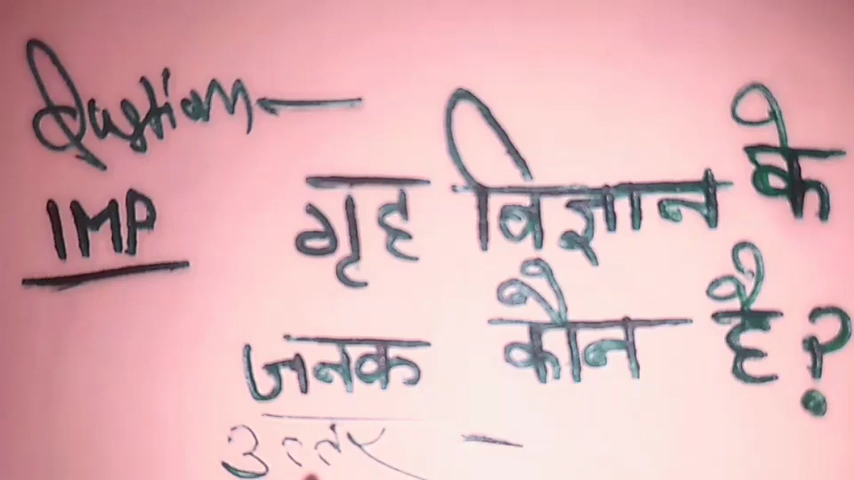 Question —
गृह विज्ञान के
IMP
जनक कौन है?
उत्तर —